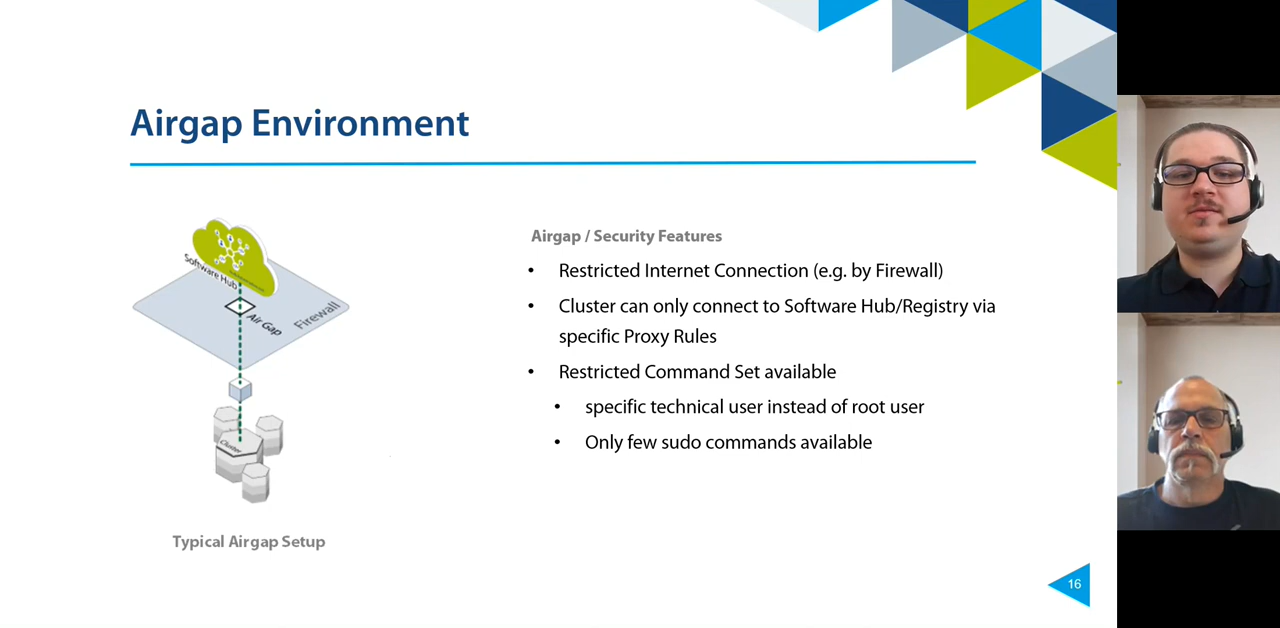 Airgap Environment
Software Hub
Air Gap
Firewall
Cluster
Typical Airgap Setup
Airgap / Security Features
• Restricted Internet Connection (e.g. by Firewall)
• Cluster can only connect to Software Hub/Registry via
specific Proxy Rules
• Restricted Command Set available
• specific technical user instead of root user
• Only few sudo commands available
16